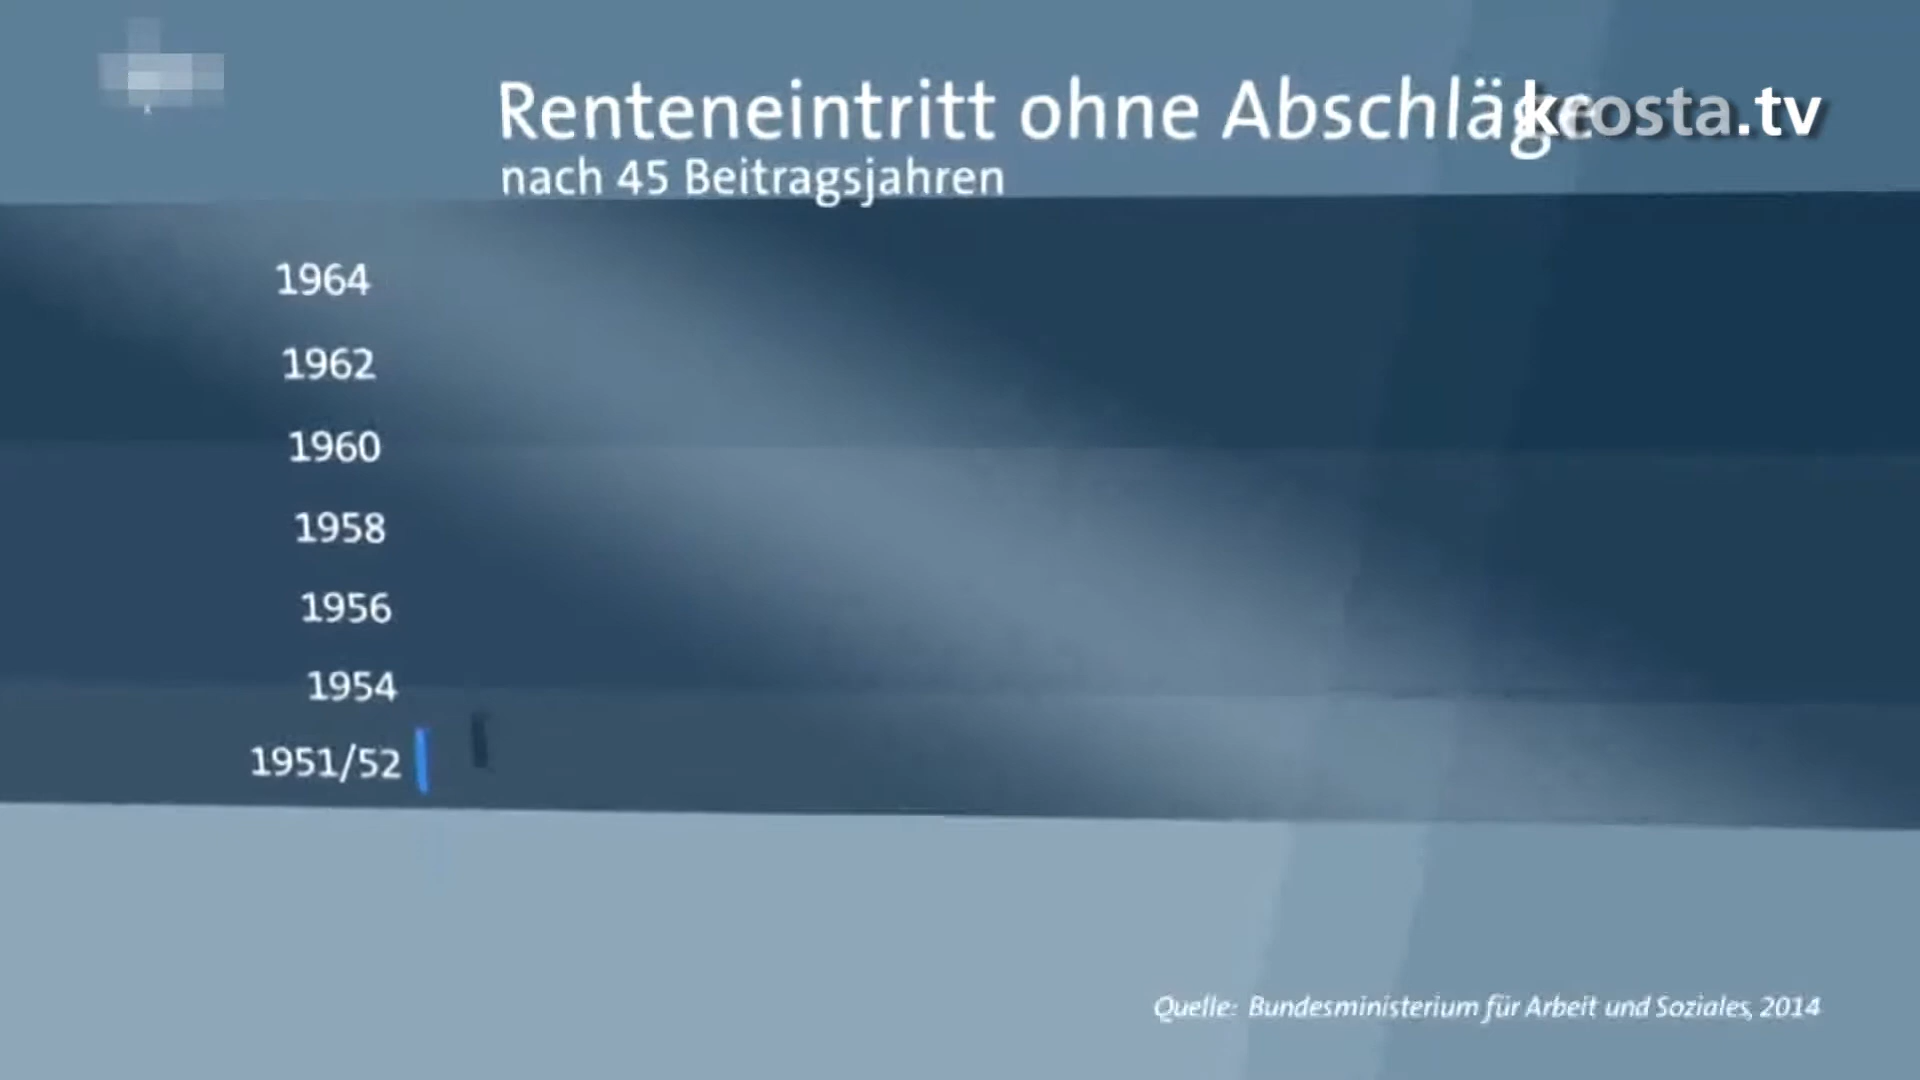 Renteneintritt ohne Abschläge
keosta.tv
nach 45 Beitragsjahren
1964
1962
1960
1958
1956
1954
1951/52
Quelle: Bundesministerium für Arbeit und Soziales, 2014